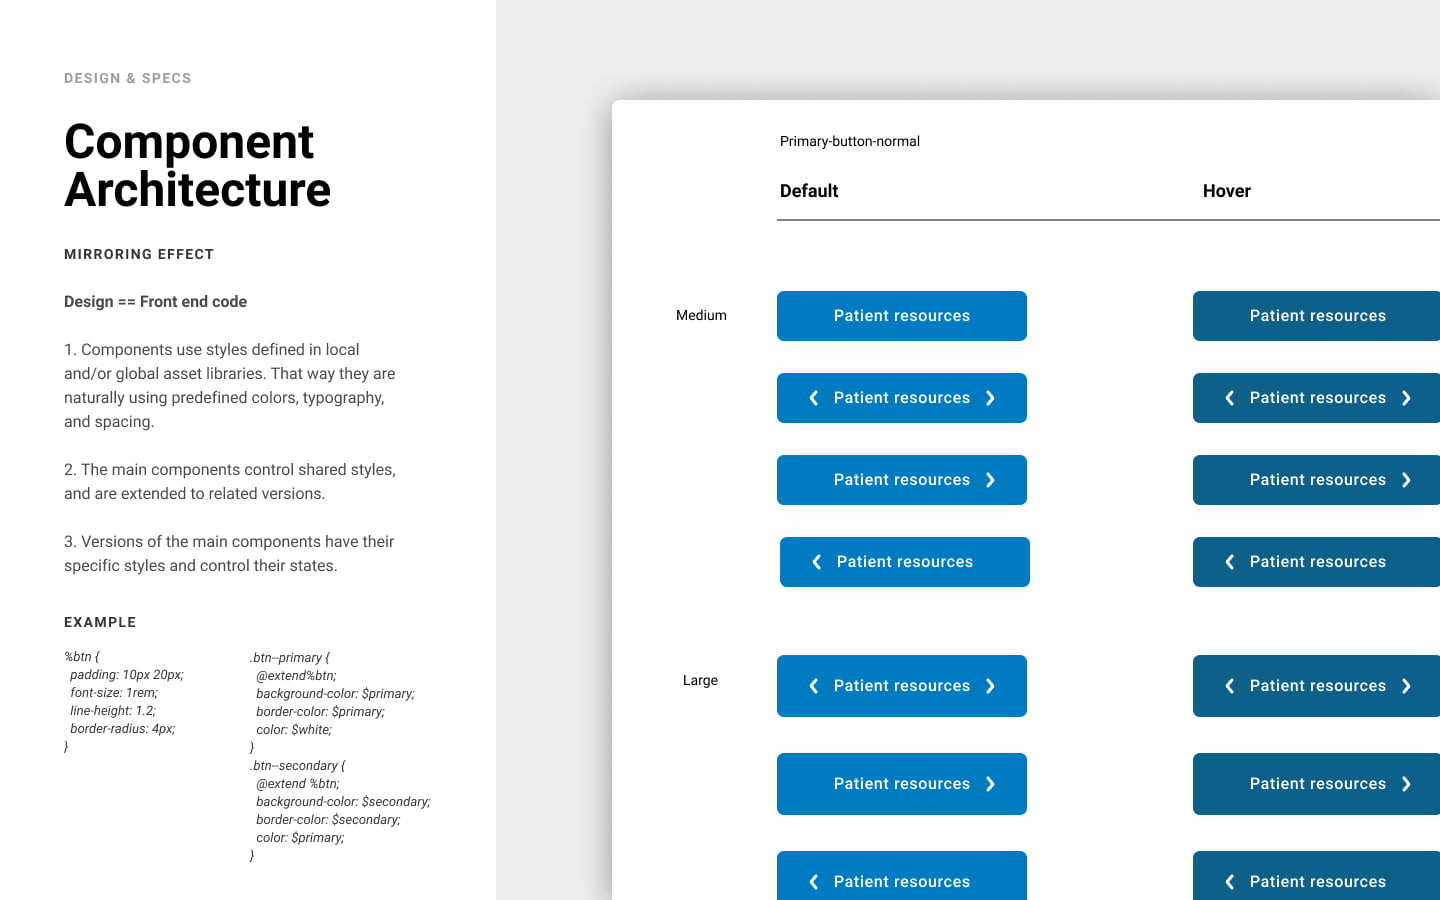 DESIGN & SPECS
Component
Architecture
MIRRORING EFFECT
Design == Front end code
1. Components use styles defined in local
and/or global asset libraries. That way they are
naturally using predefined colors, typography,
and spacing.
2. The main components control shared styles,
and are extended to related versions.
3. Versions of the main components have their
specific styles and control their states.
EXAMPLE
%btn {
padding: 10px 20px;
font-size: 1rem;
line-height: 1.2;
border-radius: 4px;
}
.btn--primary {
@extend%btn;
background-color: $primary;
border-color: $primary;
color: $white;
}
.btn--secondary {
@extend %btn;
background-color: $secondary;
border-color: $secondary;
color: $primary;
}
Primary-button-normal
Default Hover
Medium Patient resources Patient resources
Patient resources Patient resources
Patient resources Patient resources
Patient resources Patient resources
Large Patient resources Patient resources
Patient resources Patient resources
Patient resources Patient resources